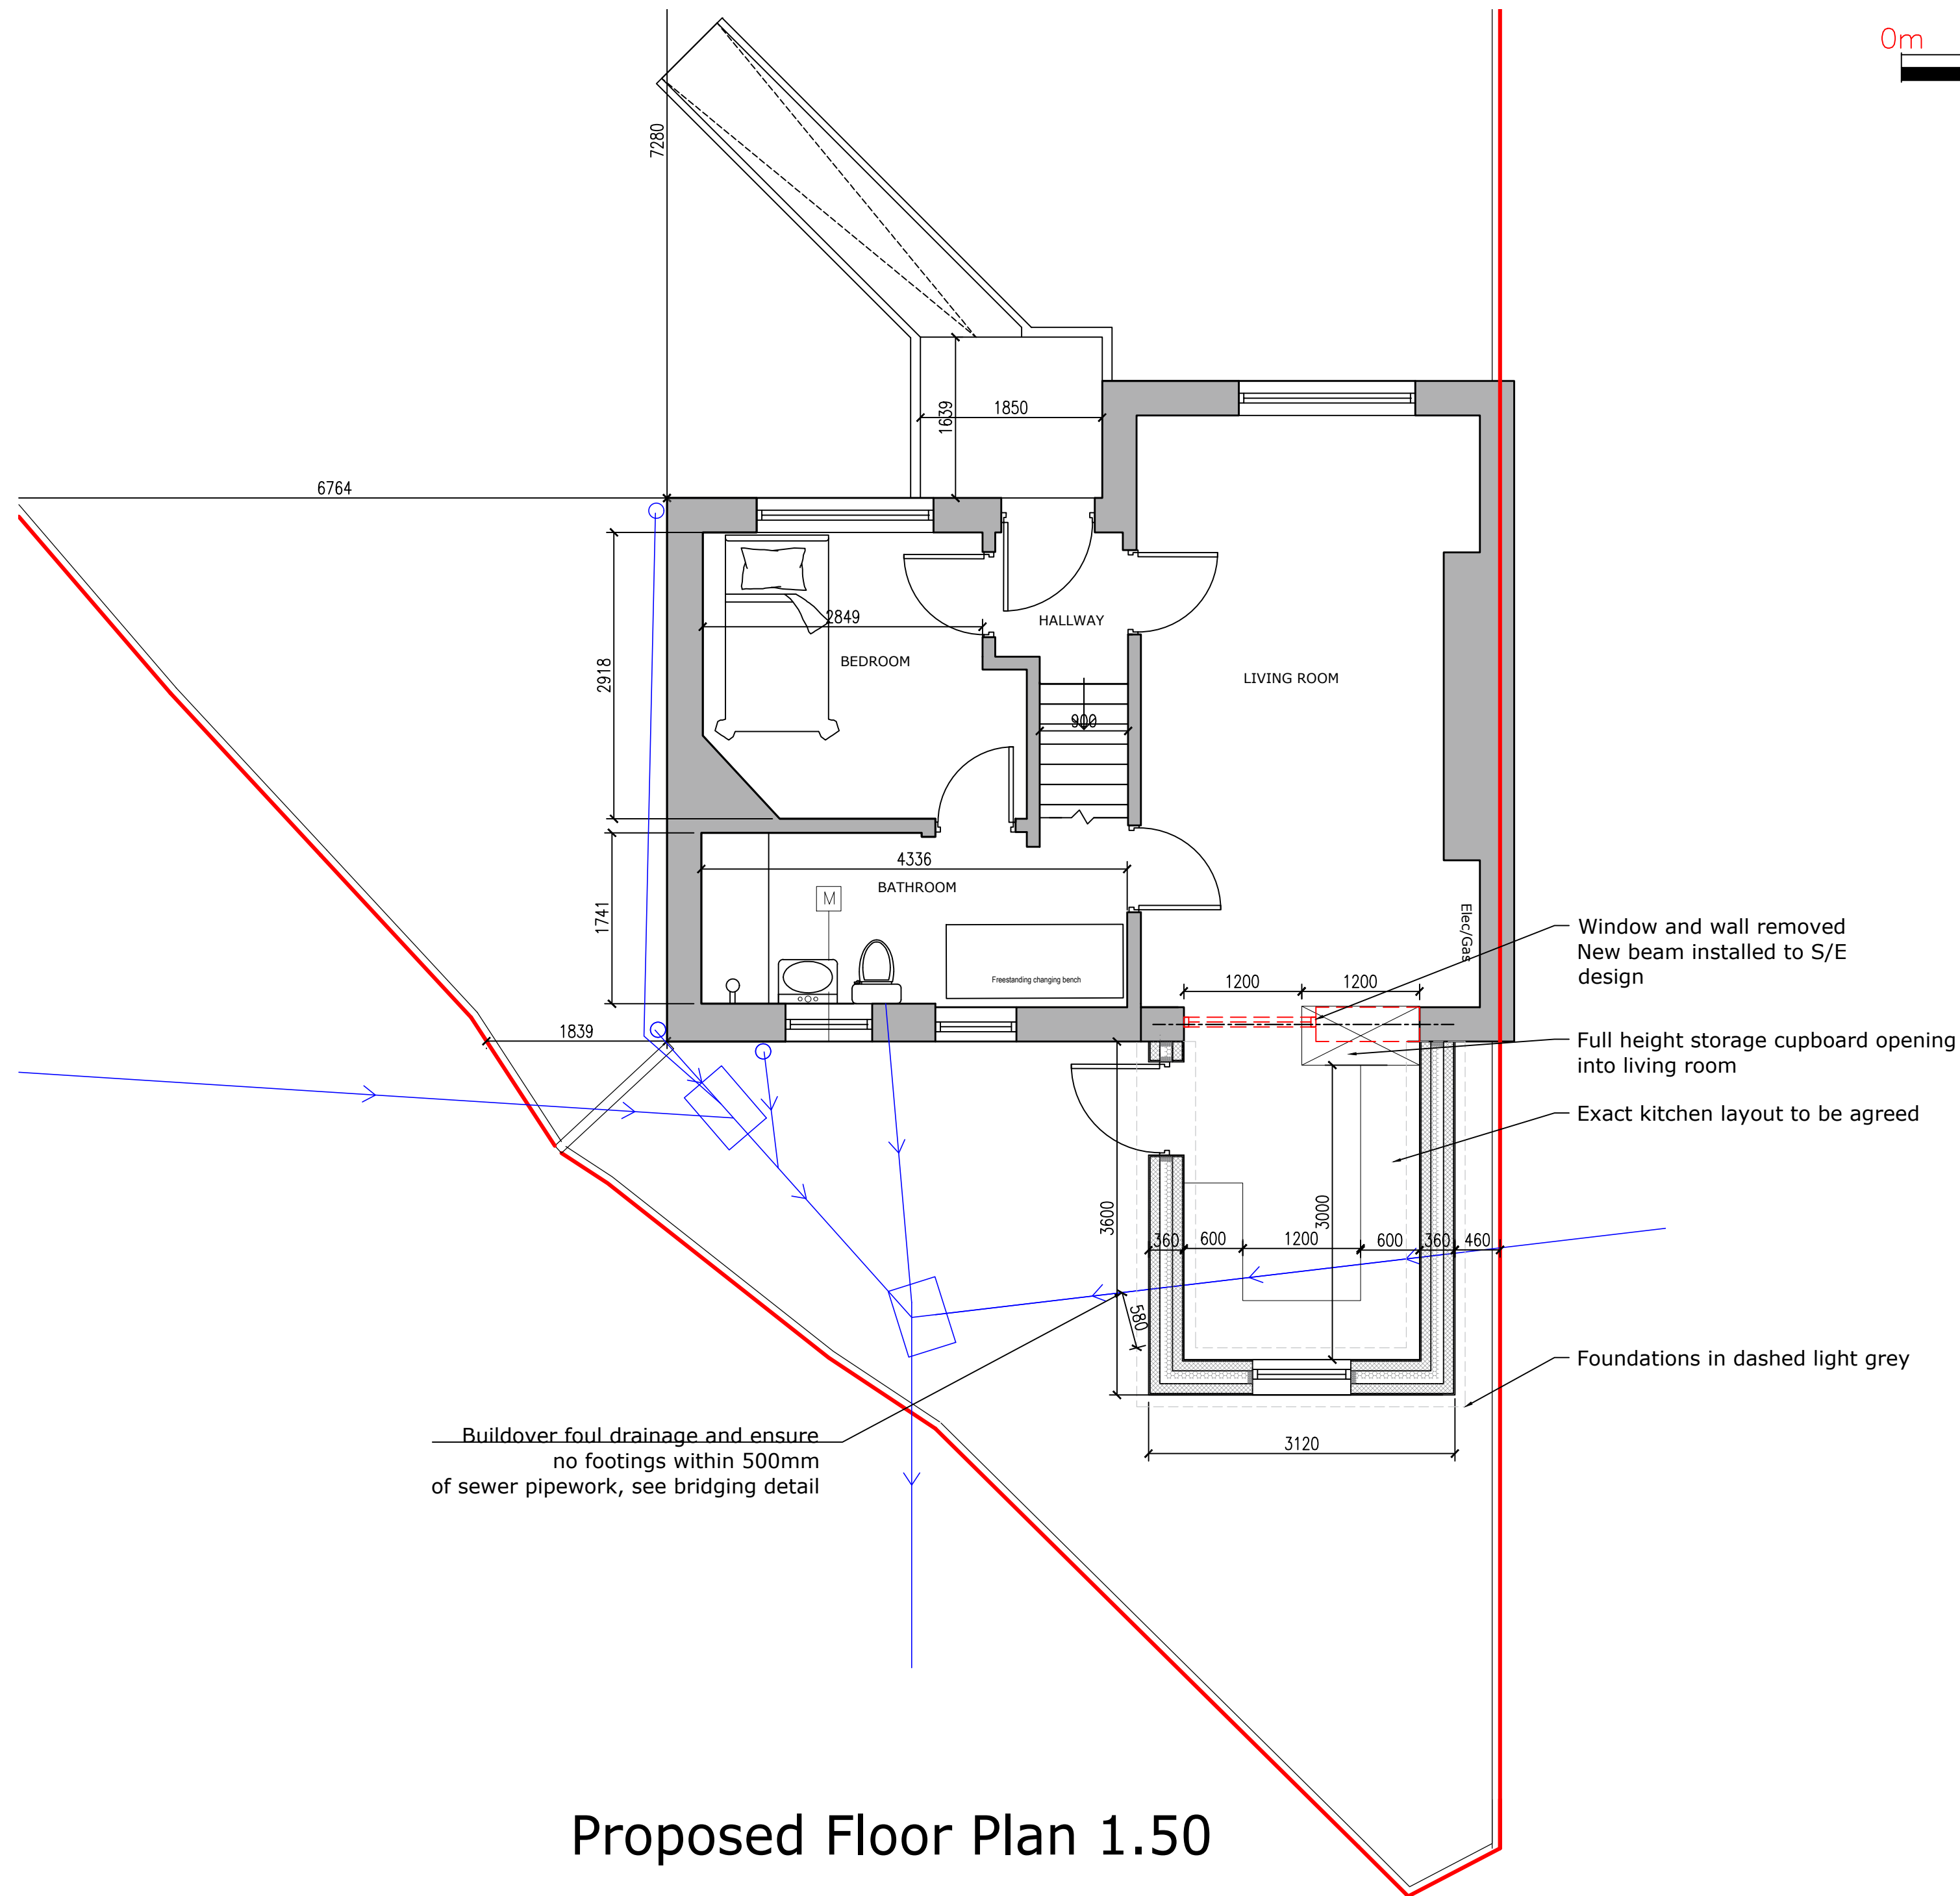 0m
7280
1639
1850
6764
2849
HALLWAY
BEDROOM
2918
LIVING ROOM
900
4336
BATHROOM
M
1741
Freestanding changing bench
Elec/Gas
Window and wall removed
New beam installed to S/E
design
1200
1200
1839
Full height storage cupboard opening
into living room
Exact kitchen layout to be agreed
3600
3000
360
600
1200
600
360
460
580
Foundations in dashed light grey
Buildover foul drainage and ensure
no footings within 500mm
of sewer pipework, see bridging detail
3120
Proposed Floor Plan 1.50